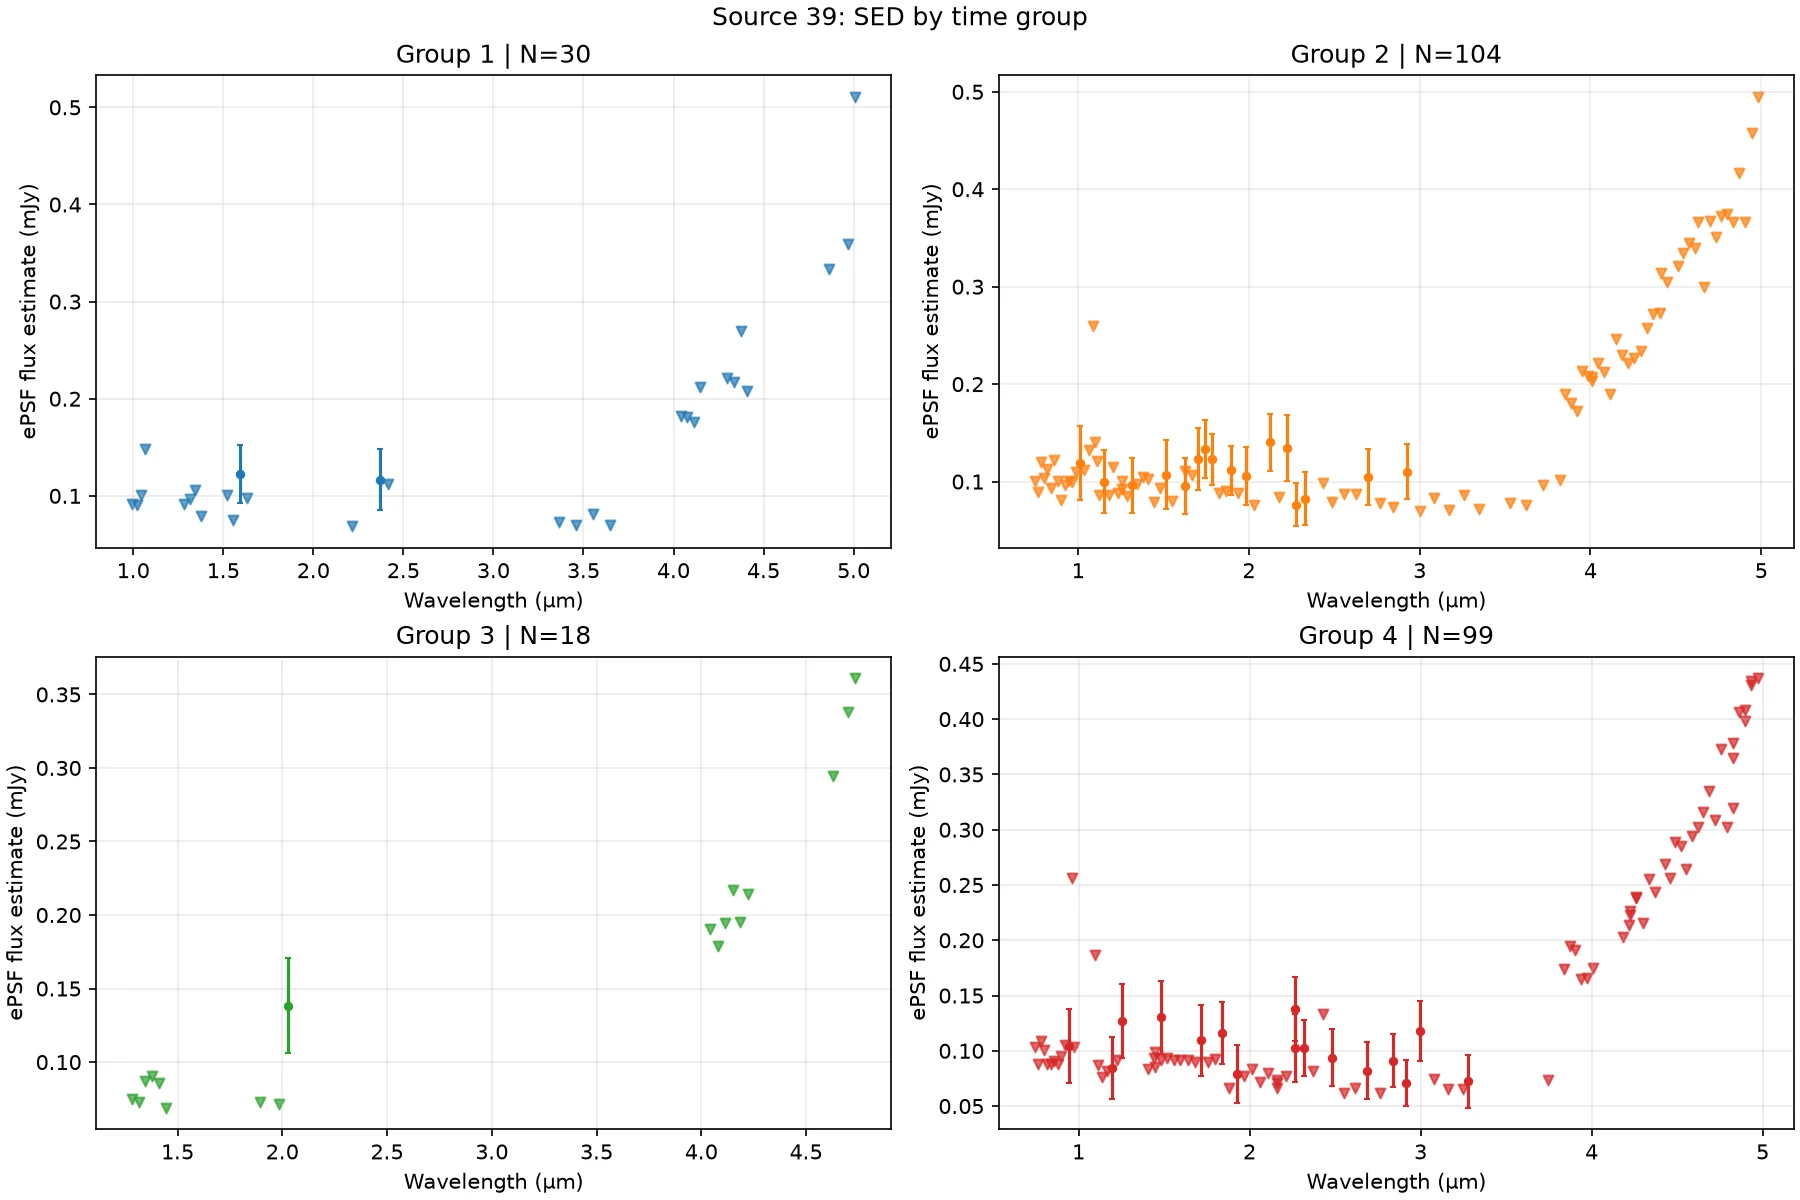 Source 39: SED by time group
Group 1 | N=30
ePSF flux estimate (mJy)
0.5
0.4
0.3
0.2
0.1
1.0 1.5 2.0 2.5 3.0 3.5 4.0 4.5 5.0
Wavelength (μm)
Group 2 | N=104
ePSF flux estimate (mJy)
0.5
0.4
0.3
0.2
0.1
1 2 3 4 5
Wavelength (μm)
Group 3 | N=18
ePSF flux estimate (mJy)
0.35
0.30
0.25
0.20
0.15
0.10
1.5 2.0 2.5 3.0 3.5 4.0 4.5
Wavelength (μm)
Group 4 | N=99
ePSF flux estimate (mJy)
0.45
0.40
0.35
0.30
0.25
0.20
0.15
0.10
0.05
1 2 3 4 5
Wavelength (μm)